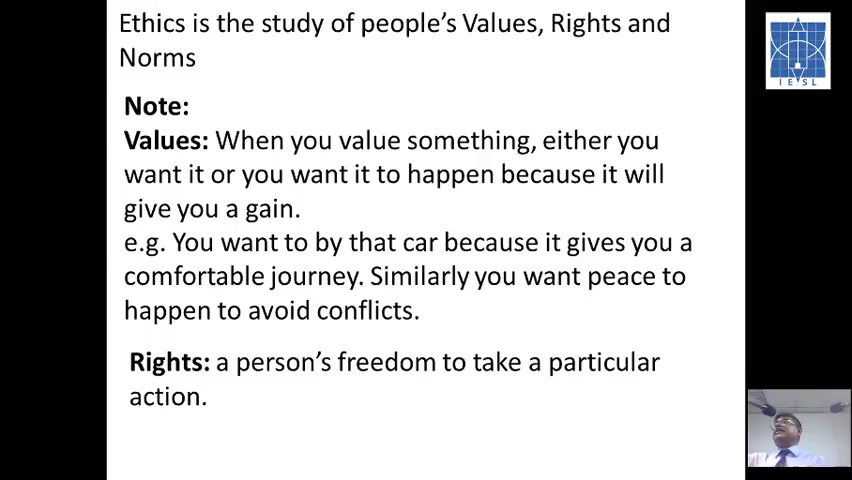 Ethics is the study of people's Values, Rights and
Norms
Note:
Values: When you value something, either you
want it or you want it to happen because it will
give you a gain.
e.g. You want to by that car because it gives you a
comfortable journey. Similarly you want peace to
happen to avoid conflicts.
Rights: a person's freedom to take a particular
action.
IESL